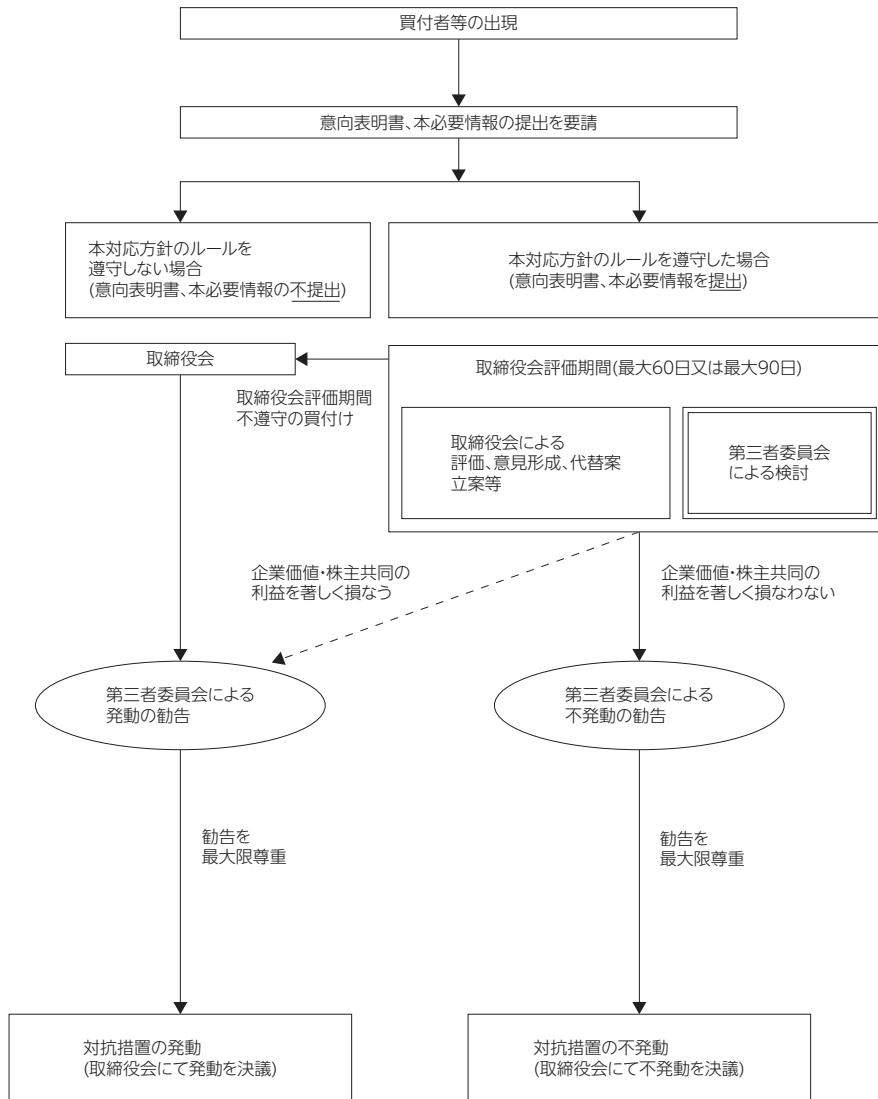 買付者等の出現
意向表明書、本必要情報の提出を要請
本対応方針のルールを
遵守しない場合
(意向表明書、本必要情報の不提出)
本対応方針のルールを遵守した場合
(意向表明書、本必要情報を提出)
取締役会
取締役会評価期間(最大60日又は最大90日)
取締役会評価期間
不遵守の買付け
取締役会による
評価、意見形成、代替案
立案等
第三者委員会
による検討
企業価値・株主共同の
利益を著しく損なう
企業価値・株主共同の
利益を著しく損なわない
第三者委員会による
発動の勧告
第三者委員会による
不発動の勧告
勧告を
最大限尊重
勧告を
最大限尊重
対抗措置の発動
(取締役会にて発動を決議)
対抗措置の不発動
(取締役会にて不発動を決議)